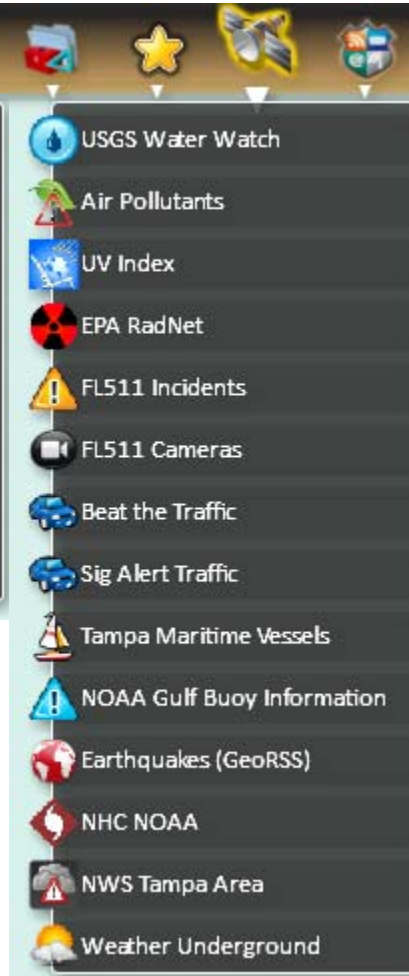 USGS Water Watch
Air Pollutants
UV Index
EPA RadNet
FL511 Incidents
FL511 Cameras
Beat the Traffic
Sig Alert Traffic
Tampa Maritime Vessels
NOAA Gulf Buoy Information
Earthquakes (GeoRSS)
NHC NOAA
NWS Tampa Area
Weather Underground